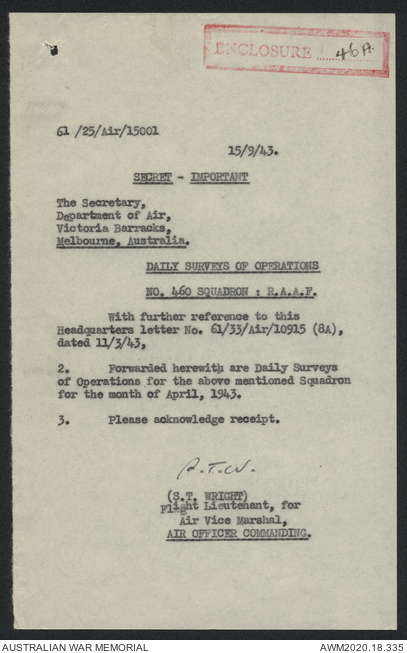 ENCLOSURE 46A.
61 /25/Air/15001
15/9/43.
SECRET - IMPORTANT
The Secretary,
Department of Air,
Victoria Barracks,
Melbourne, Australia.
DAILY SURVEYS OF OPERATIONS
NO. 460 SQUADRON : R.A.A.F.
With further reference to this
Headquarters letter No. 61/33/Air/10915 (8A),
dated 11/3/43,
2. Forwarded herewith are Daily Surveys
of Operations for the above mentioned Squadron
for the month of April, 1943.
3. Please acknowledge receipt.
(S.T. WRIGHT)
Flight Lieutenant, for
Air Vice Marshal,
AIR OFFICER COMMANDING.
AUSTRALIAN WAR MEMORIAL
AWM2020.18.335